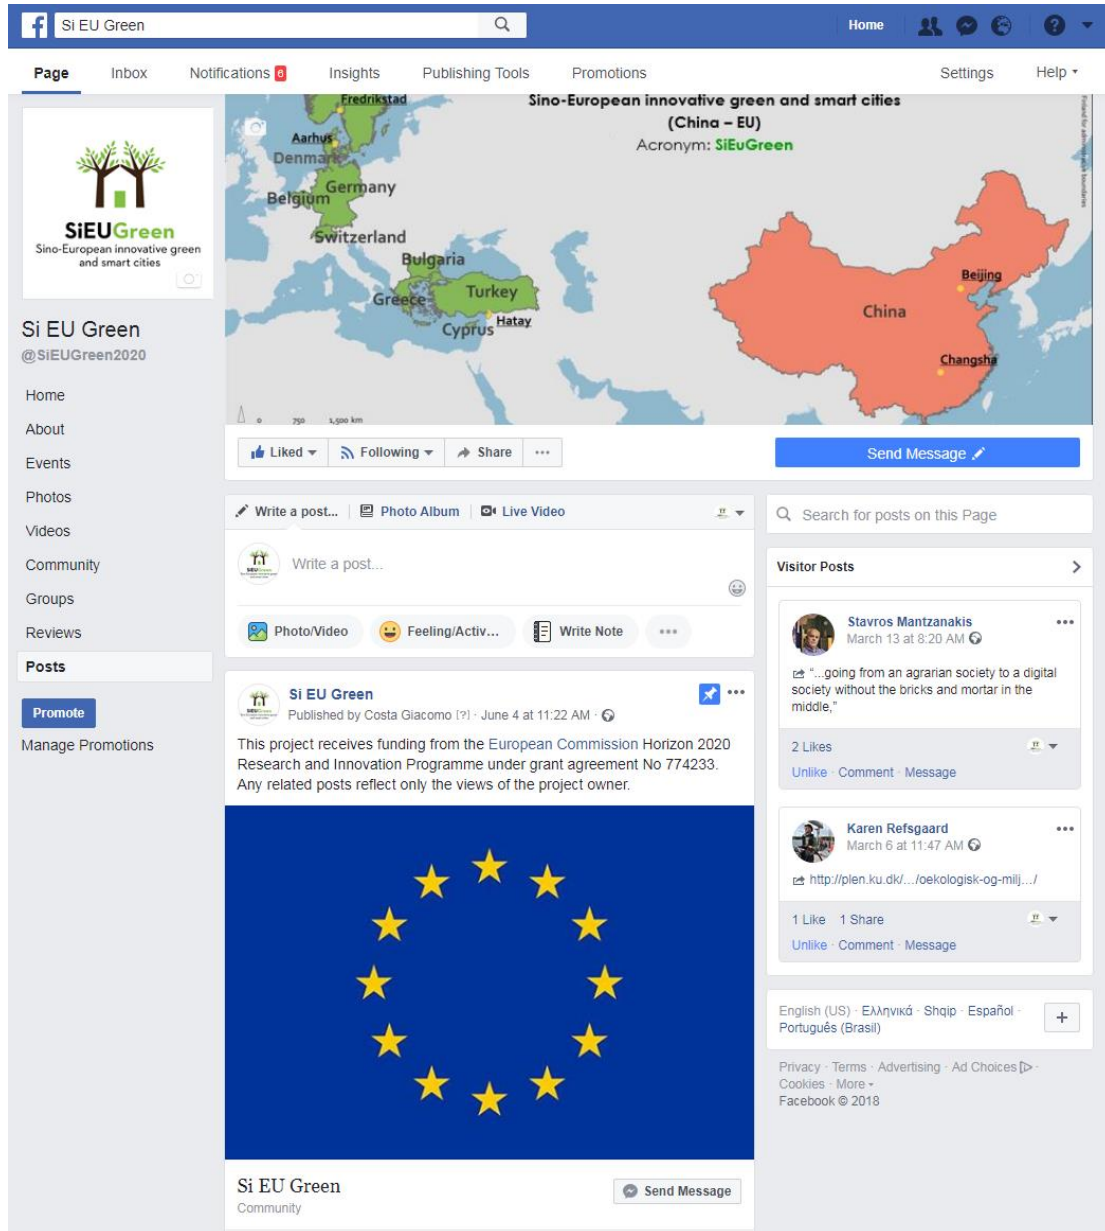 Si EU Green
Home
Page Inbox Notifications 6 Insights Publishing Tools Promotions Settings Help
SiEUGreen
Sino-European innovative green
and smart cities
Si EU Green
@SiEUGreen2020
Home
About
Events
Photos
Videos
Community
Groups
Reviews
Posts
Promote
Manage Promotions
Sino-European innovative green and smart cities
(China – EU)
Acronym: SiEuGreen
Fredrikstad
Aarhus
Denmark
Germany
Belgium
Switzerland
Bulgaria
Turkey
Greece
Hatay
Cyprus
Beijing
China
Changsha
0 750 1,500 km
Liked Following Share
Send Message
Write a post... Photo Album Live Video
Write a post...
Photo/Video Feeling/Activ... Write Note
Si EU Green
Published by Costa Giacomo [?] · June 4 at 11:22 AM ·
This project receives funding from the European Commission Horizon 2020
Research and Innovation Programme under grant agreement No 774233.
Any related posts reflect only the views of the project owner.
Si EU Green
Community
Send Message
Search for posts on this Page
Visitor Posts
Stavros Mantzanakis
March 13 at 8:20 AM
"...going from an agrarian society to a digital
society without the bricks and mortar in the
middle,"
2 Likes
Unlike · Comment · Message
Karen Refsgaard
March 6 at 11:47 AM
http://plen.ku.dk/.../oekologisk-og-milj.../
1 Like 1 Share
Unlike · Comment · Message
English (US) · Ελληνικά · Shqip · Español ·
Português (Brasil)
Privacy · Terms · Advertising · Ad Choices ·
Cookies · More
Facebook © 2018